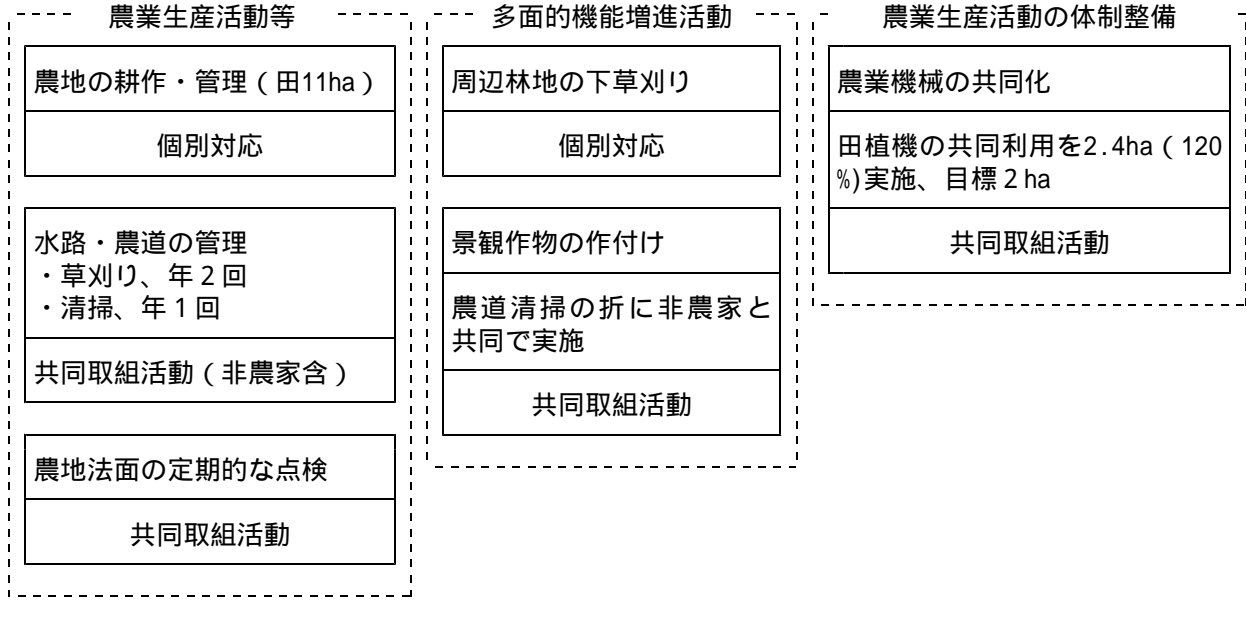 農業生産活動等
農地の耕作・管理（田11ha）
個別対応
水路・農道の管理
・草刈り、年２回
・清掃、年１回
共同取組活動（非農家含）
農地法面の定期的な点検
共同取組活動
多面的機能増進活動
周辺林地の下草刈り
個別対応
景観作物の作付け
農道清掃の折に非農家と
共同で実施
共同取組活動
農業生産活動の体制整備
農業機械の共同化
田植機の共同利用を2.4ha（120
%)実施、目標２ha
共同取組活動